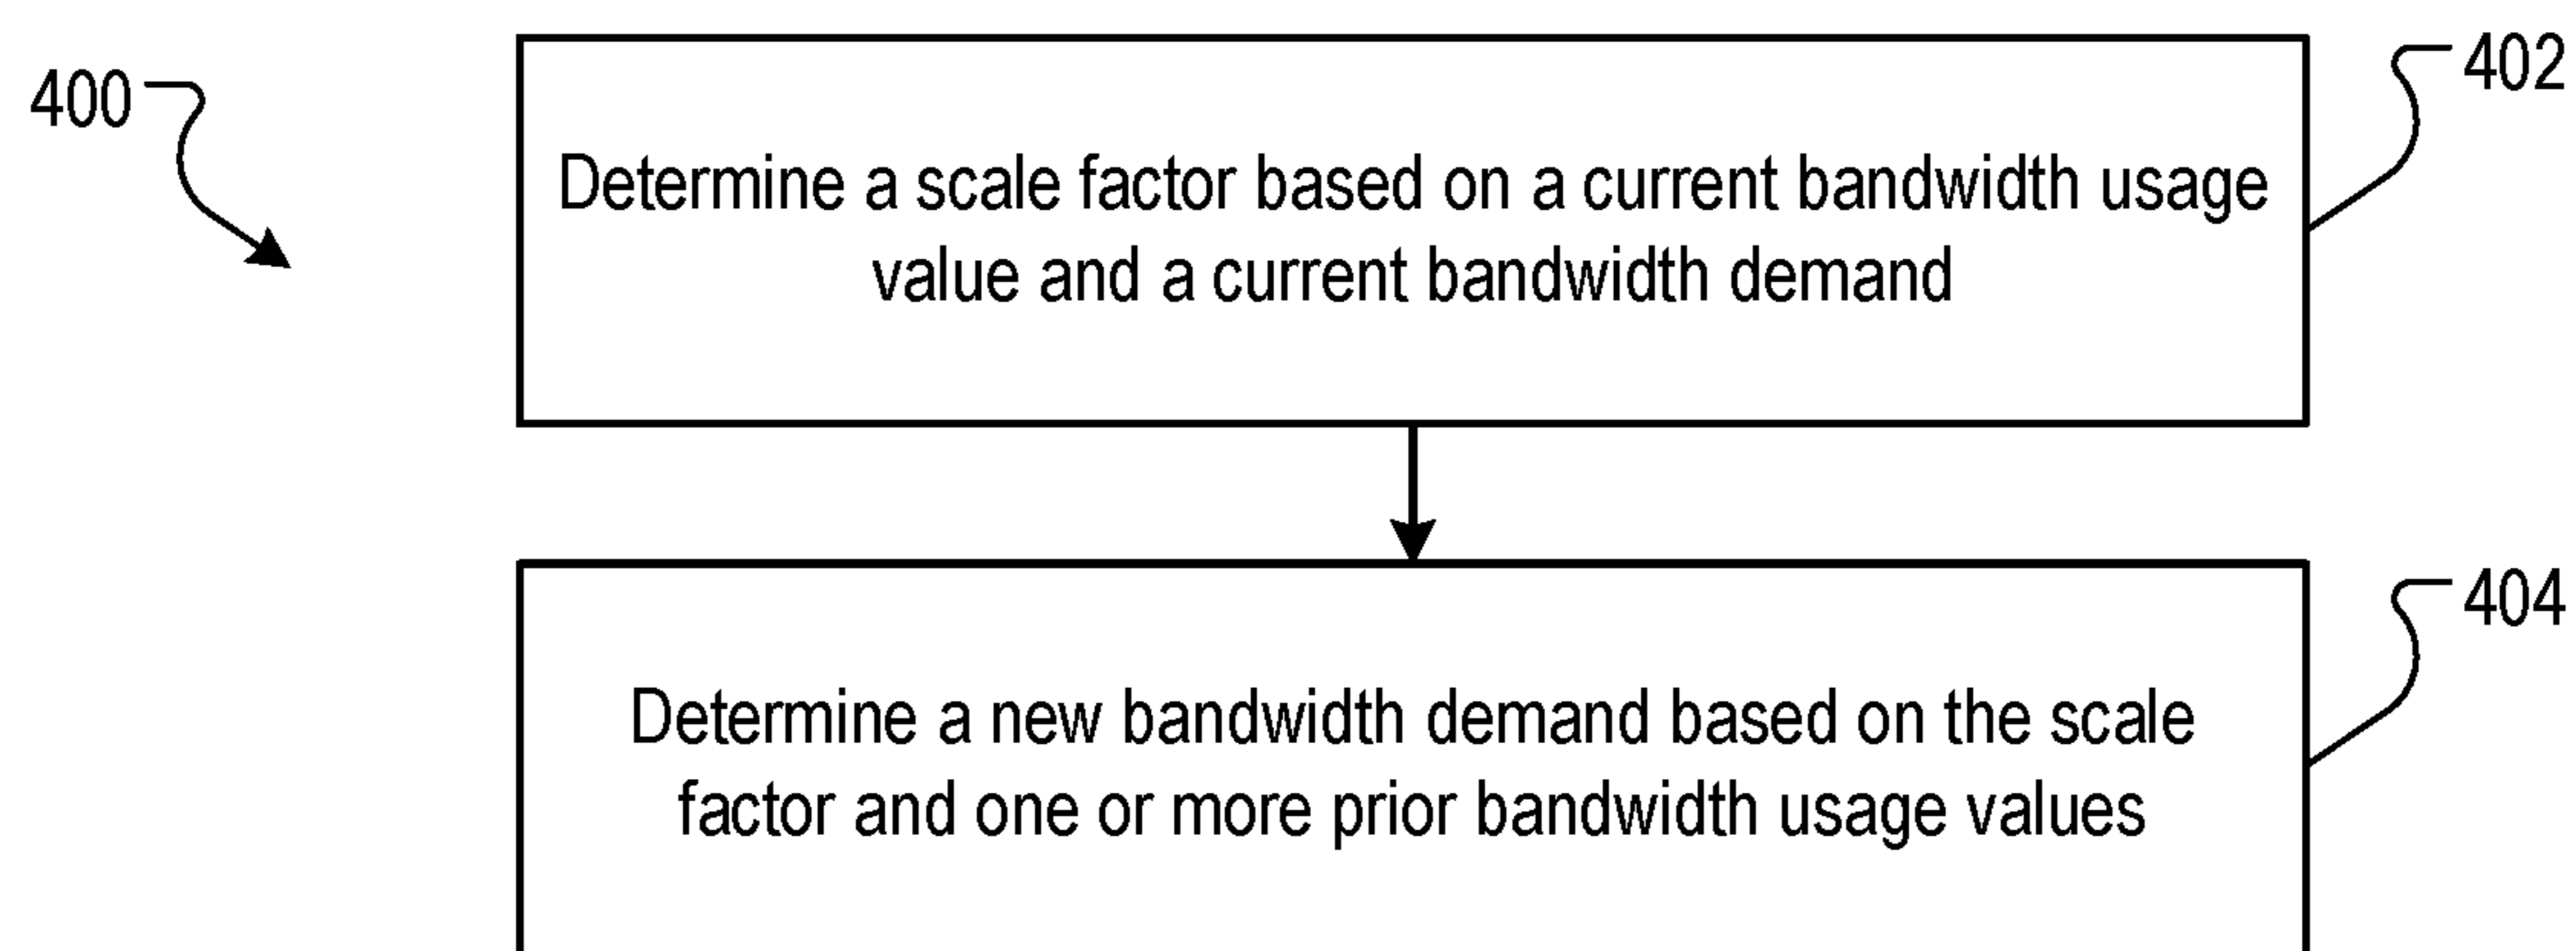 400
402
Determine a scale factor based on a current bandwidth usage
value and a current bandwidth demand
404
Determine a new bandwidth demand based on the scale
factor and one or more prior bandwidth usage values